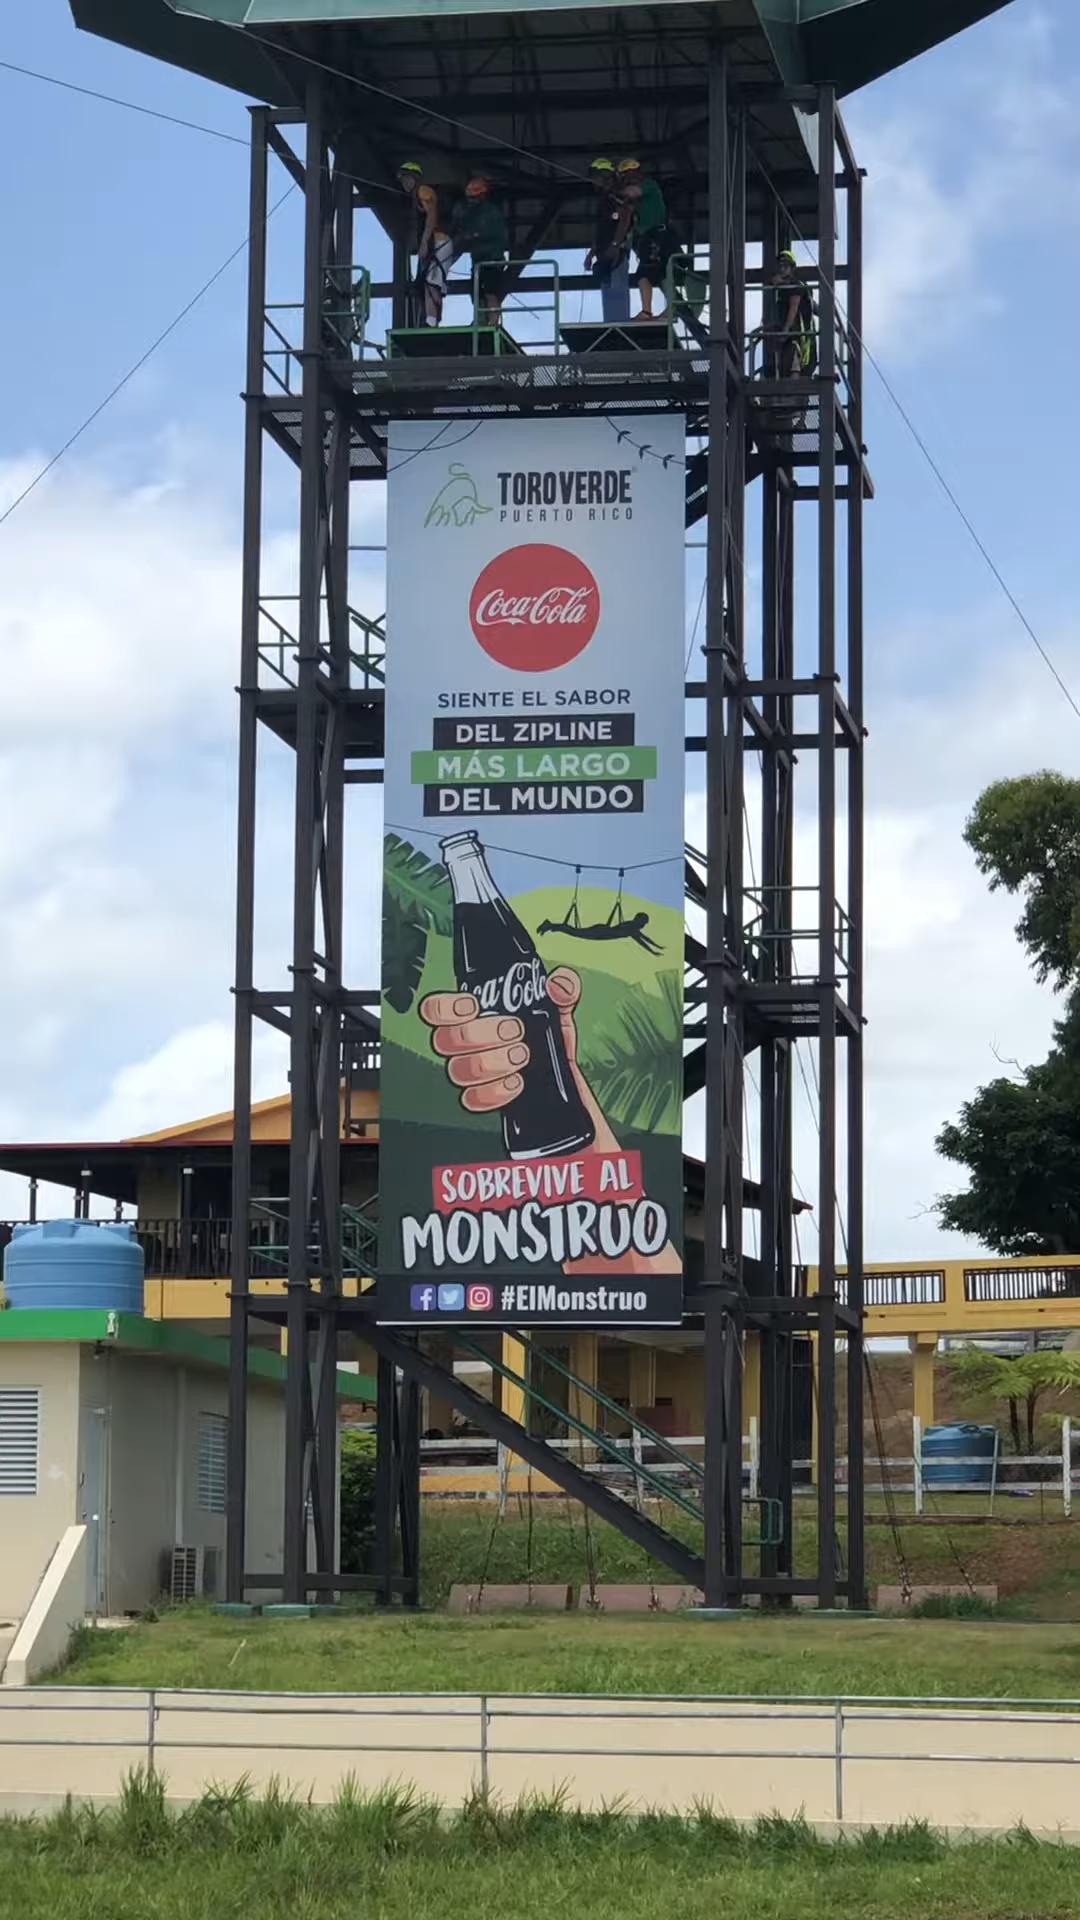 TOROVERDE
PUERTO RICO
Coca-Cola
SIENTE EL SABOR
DEL ZIPLINE
MÁS LARGO
DEL MUNDO
ca-Cola
SOBREVIVE AL
MONSTRUO
#ElMonstruo